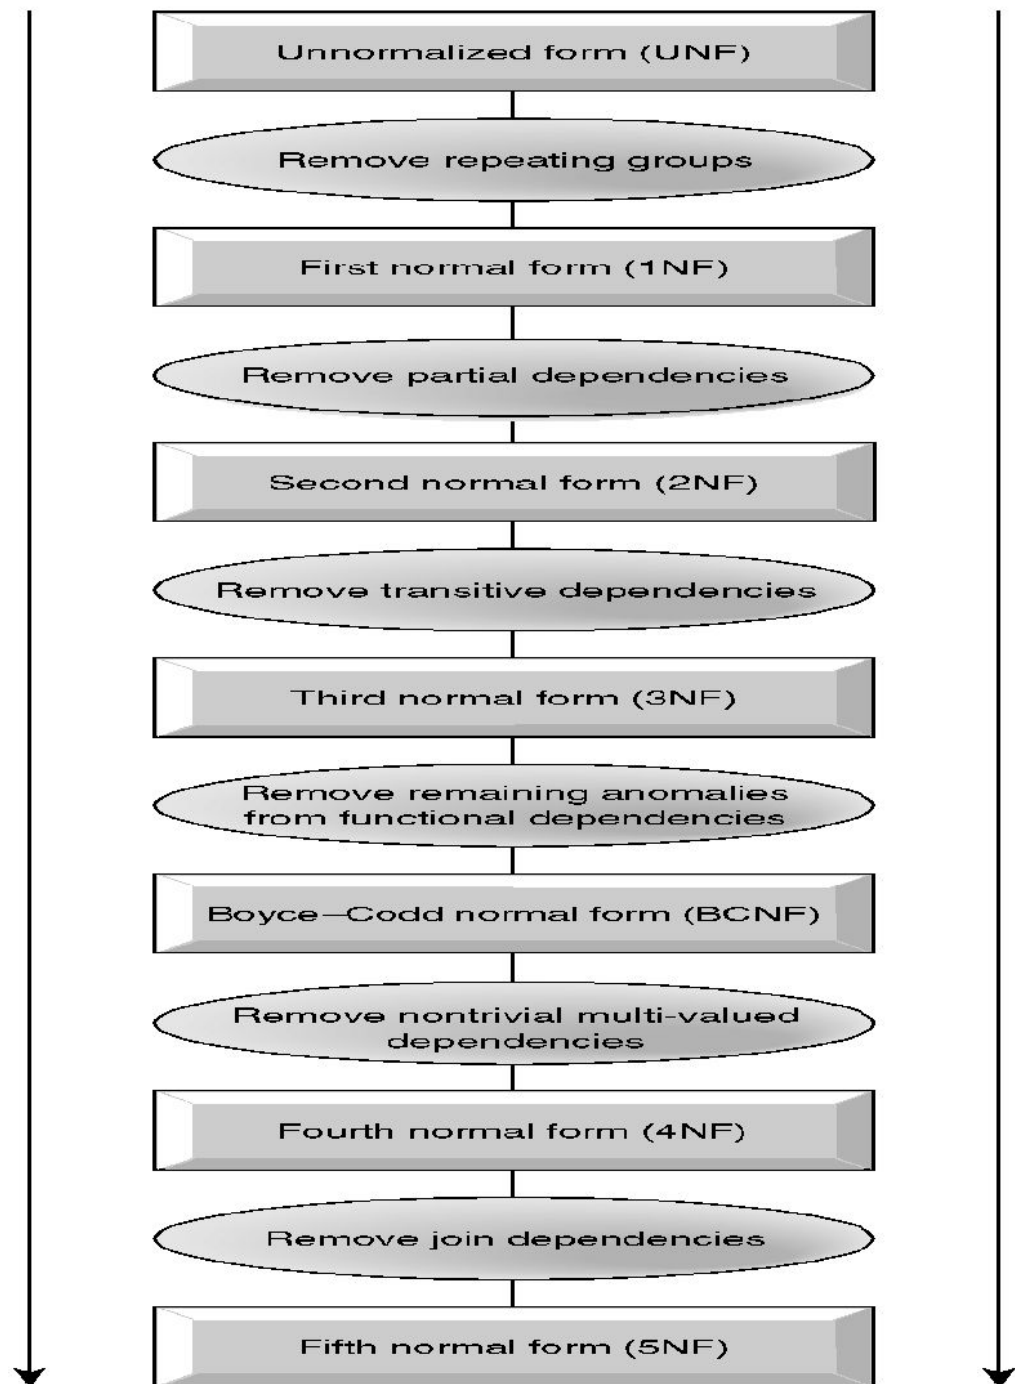 Unnormalized form (UNF)
Remove repeating groups
First normal form (1NF)
Remove partial dependencies
Second normal form (2NF)
Remove transitive dependencies
Third normal form (3NF)
Remove remaining anomalies
from functional dependencies
Boyce–Codd normal form (BCNF)
Remove nontrivial multi-valued
dependencies
Fourth normal form (4NF)
Remove join dependencies
Fifth normal form (5NF)